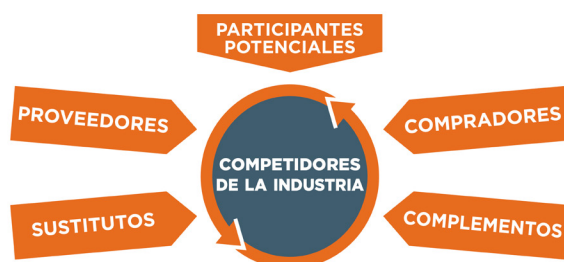 PARTICIPANTES
POTENCIALES
PROVEEDORES
COMPRADORES
COMPETIDORES
DE LA INDUSTRIA
SUSTITUTOS
COMPLEMENTOS